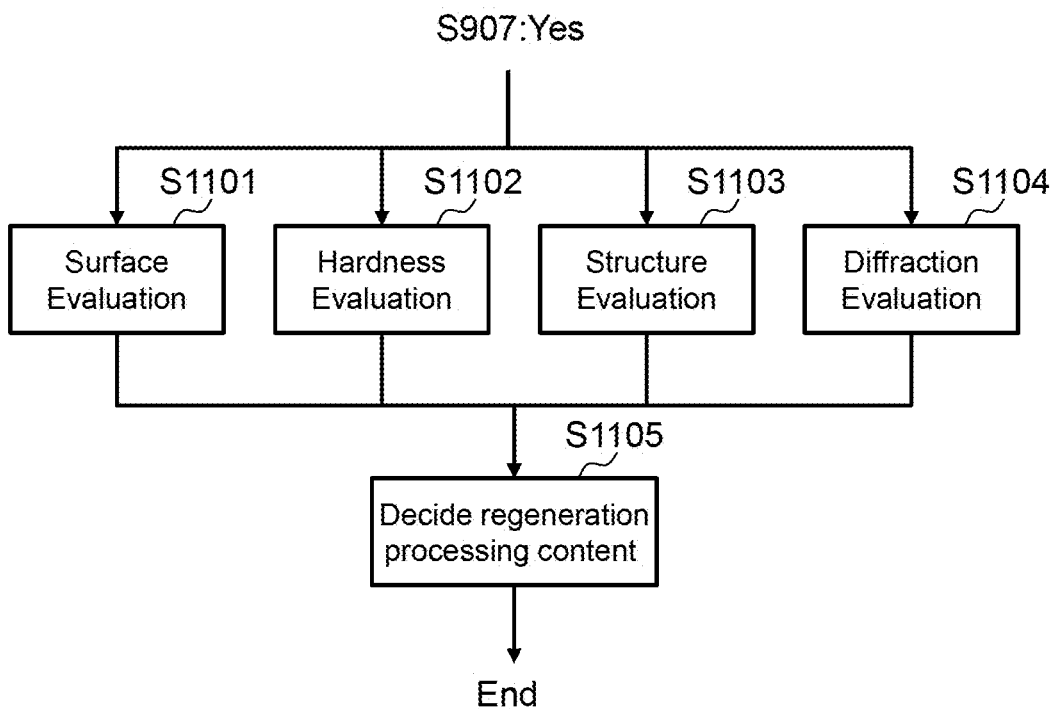 S907:Yes
S1101
S1102
S1103
S1104
Surface
Evaluation
Hardness
Evaluation
Structure
Evaluation
Diffraction
Evaluation
S1105
Decide regeneration
processing content
End